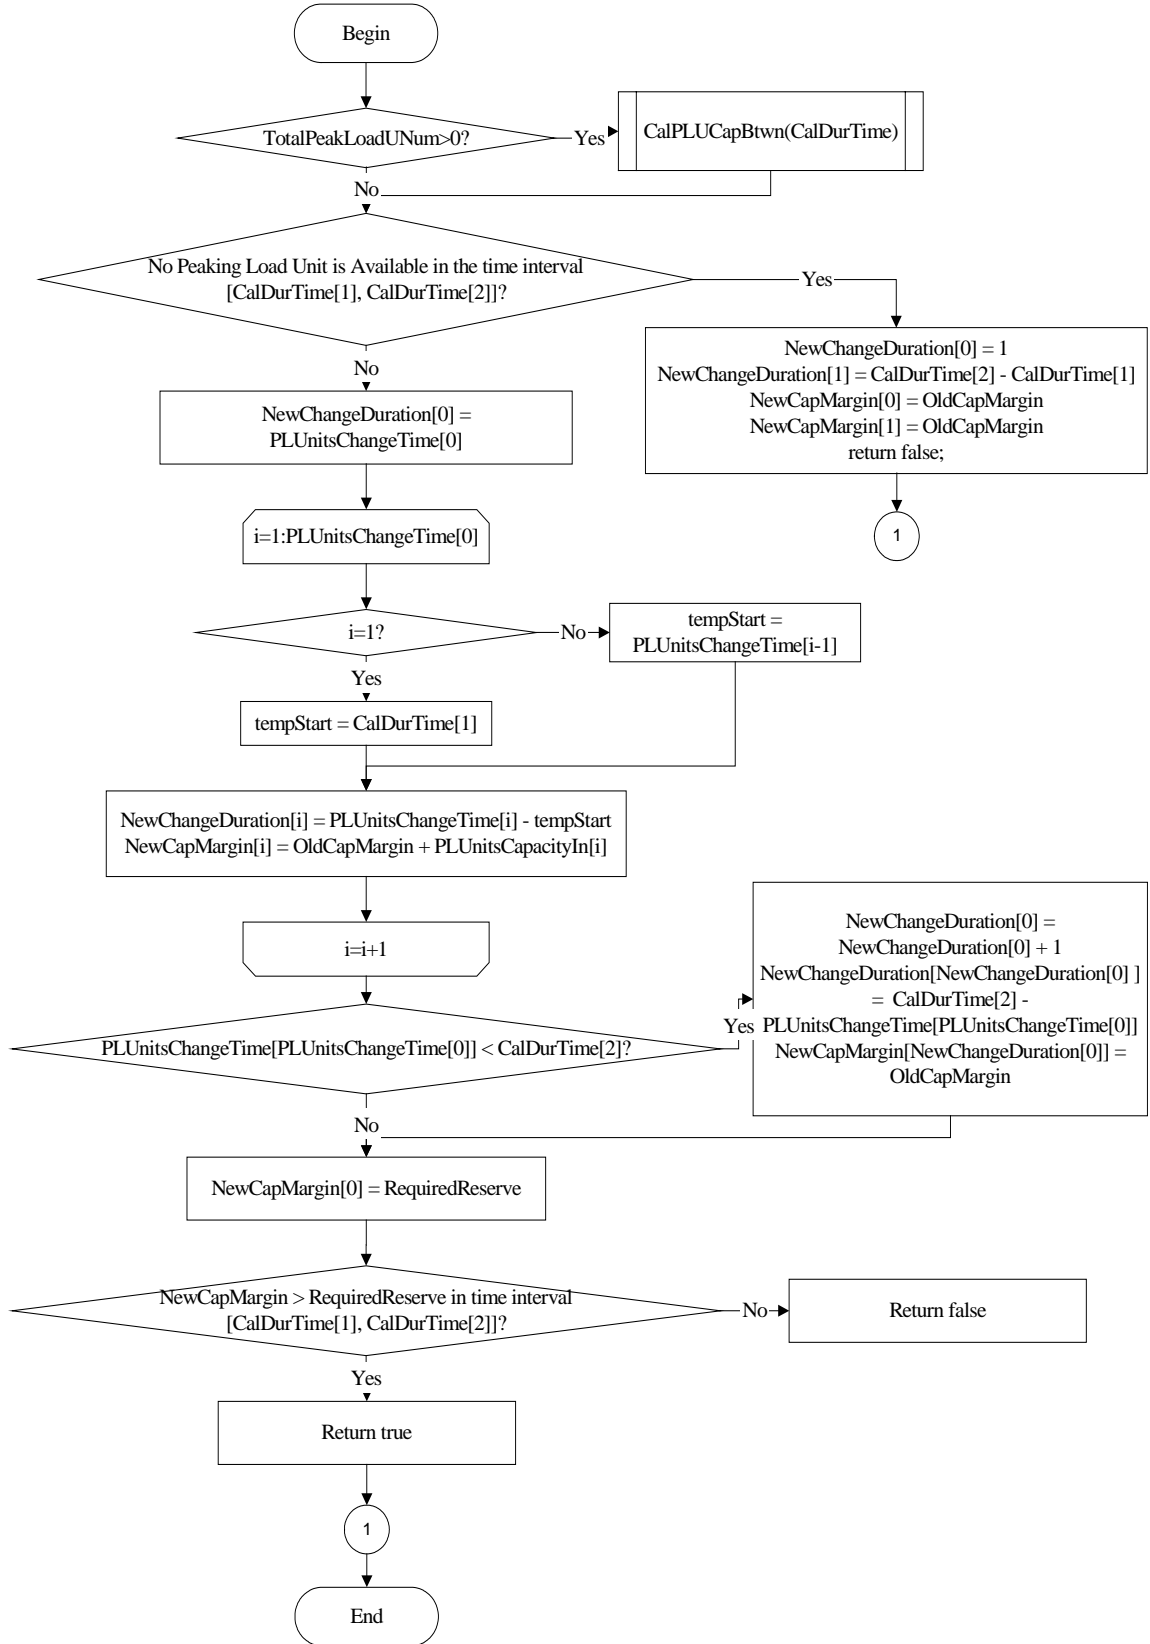 Begin
TotalPeakLoadUNum>0?
Yes
CalPLUCapBtwn(CalDurTime)
No
No Peaking Load Unit is Available in the time interval
[CalDurTime[1], CalDurTime[2]]?
Yes
NewChangeDuration[0] = 1
NewChangeDuration[1] = CalDurTime[2] - CalDurTime[1]
NewCapMargin[0] = OldCapMargin
NewCapMargin[1] = OldCapMargin
return false;
1
No
NewChangeDuration[0] =
PLUnitsChangeTime[0]
i=1:PLUnitsChangeTime[0]
i=1?
No
tempStart =
PLUnitsChangeTime[i-1]
Yes
tempStart = CalDurTime[1]
NewChangeDuration[i] = PLUnitsChangeTime[i] - tempStart
NewCapMargin[i] = OldCapMargin + PLUnitsCapacityIn[i]
i=i+1
PLUnitsChangeTime[PLUnitsChangeTime[0]] < CalDurTime[2]?
Yes
NewChangeDuration[0] =
NewChangeDuration[0] + 1
NewChangeDuration[NewChangeDuration[0] ]
= CalDurTime[2] -
PLUnitsChangeTime[PLUnitsChangeTime[0]]
NewCapMargin[NewChangeDuration[0]] =
OldCapMargin
No
NewCapMargin[0] = RequiredReserve
NewCapMargin > RequiredReserve in time interval
[CalDurTime[1], CalDurTime[2]]?
No
Return false
Yes
Return true
1
End